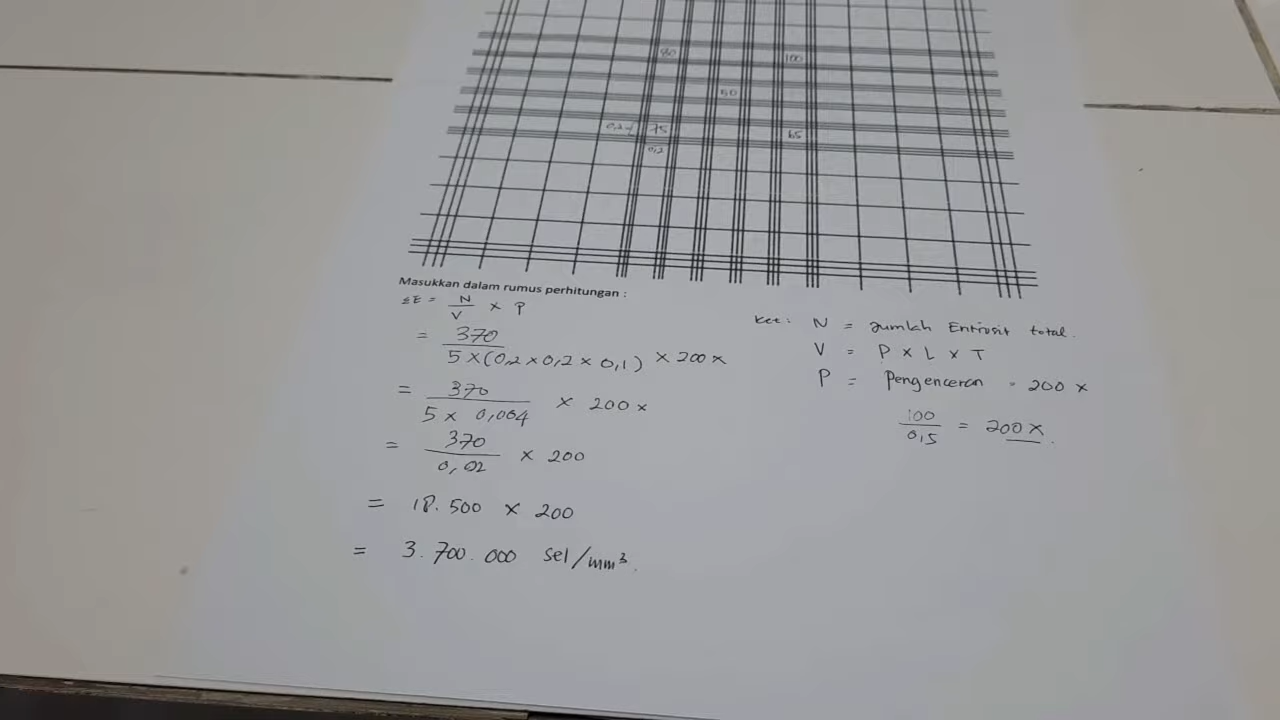 80
100
50
0,2
75
65
0,2
Masukkan dalam rumus perhitungan :
ΣE = N/V × P
= 370 / 5×(0,2×0,2×0,1) × 200×
= 370 / 5 × 0,004 × 200×
= 370 / 0,02 × 200
= 18.500 × 200
= 3.700.000 sel/mm³.
Ket: N = Jumlah Eritrosit total.
V = P × L × T
P = Pengenceran = 200 ×
100 / 0,5 = 200×.